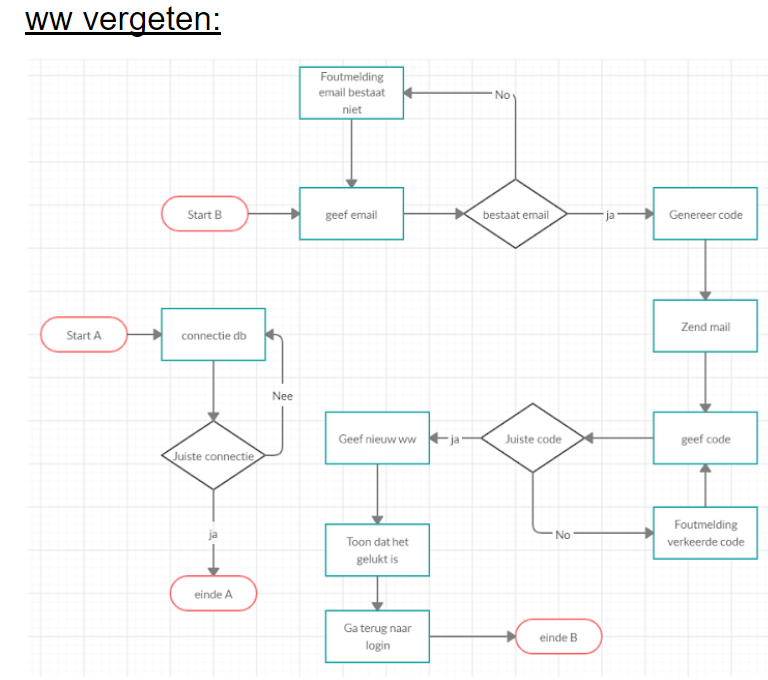 ww vergeten:
Foutmelding
email bestaat
niet
No
Start B
geef email
bestaat email
ja
Genereer code
Start A
connectie db
Zend mail
Nee
Juiste connectie
Geef nieuw ww
ja
Juiste code
geef code
ja
No
Foutmelding
verkeerde code
Toon dat het
gelukt is
einde A
Ga terug naar
login
einde B